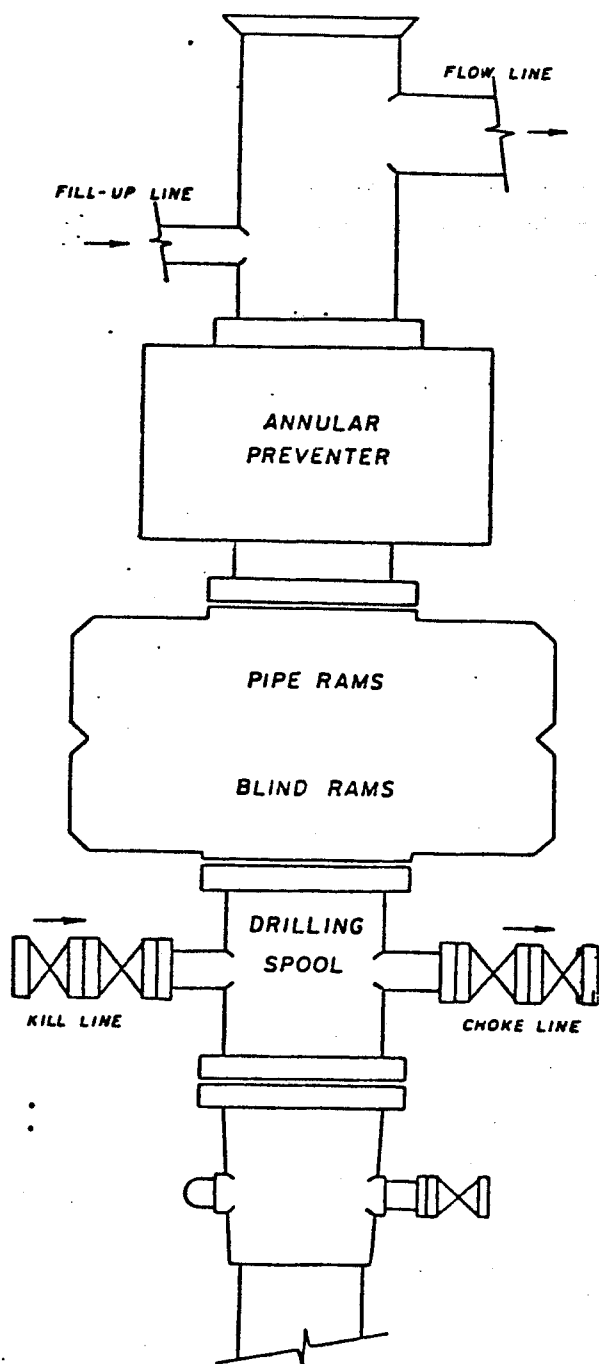 FLOW LINE
FILL-UP LINE
ANNULAR
PREVENTER
PIPE RAMS
BLIND RAMS
DRILLING
SPOOL
KILL LINE
CHOKE LINE